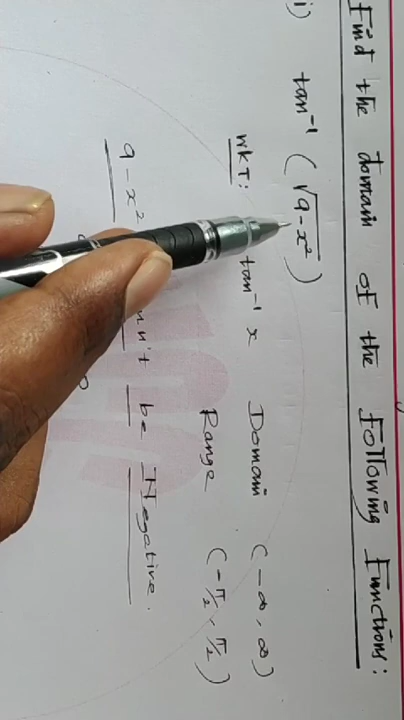 Find the domain of the Following Functions:
i) tan⁻¹ (√9-x²)
WKT: tan⁻¹ x Domain (-∞, ∞)
Range (-π/2, π/2)
9-x² n't be Negative.